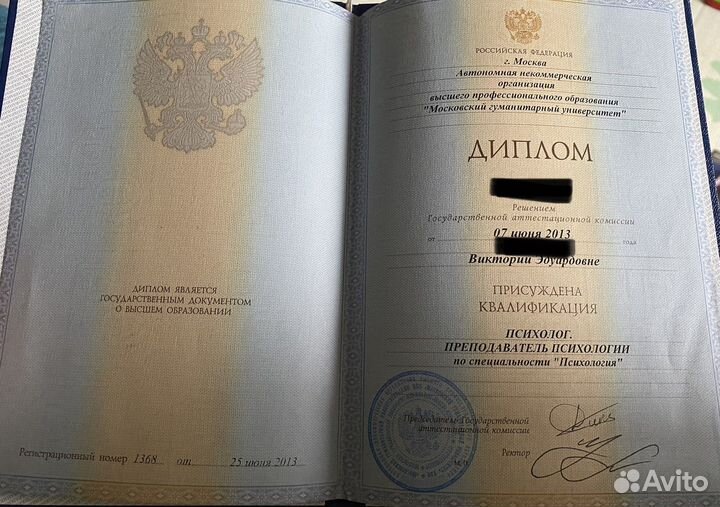 ДИПЛОМ ЯВЛЯЕТСЯ
ГОСУДАРСТВЕННЫМ ДОКУМЕНТОМ
О ВЫСШЕМ ОБРАЗОВАНИИ
Регистрационный номер 1368 от 25 июня 2013
РОССИЙСКАЯ ФЕДЕРАЦИЯ
г. Москва
Автономная некоммерческая
организация
высшего профессионального образования
"Московский гуманитарный университет"
ДИПЛОМ
Решением
Государственной аттестационной комиссии
от 07 июня 2013 года
Виктории Эдуардовне
ПРИСУЖДЕНА
КВАЛИФИКАЦИЯ
ПСИХОЛОГ.
ПРЕПОДАВАТЕЛЬ ПСИХОЛОГИИ
по специальности "Психология"
Председатель Государственной
аттестационной комиссии
Ректор
М.П.
Avito